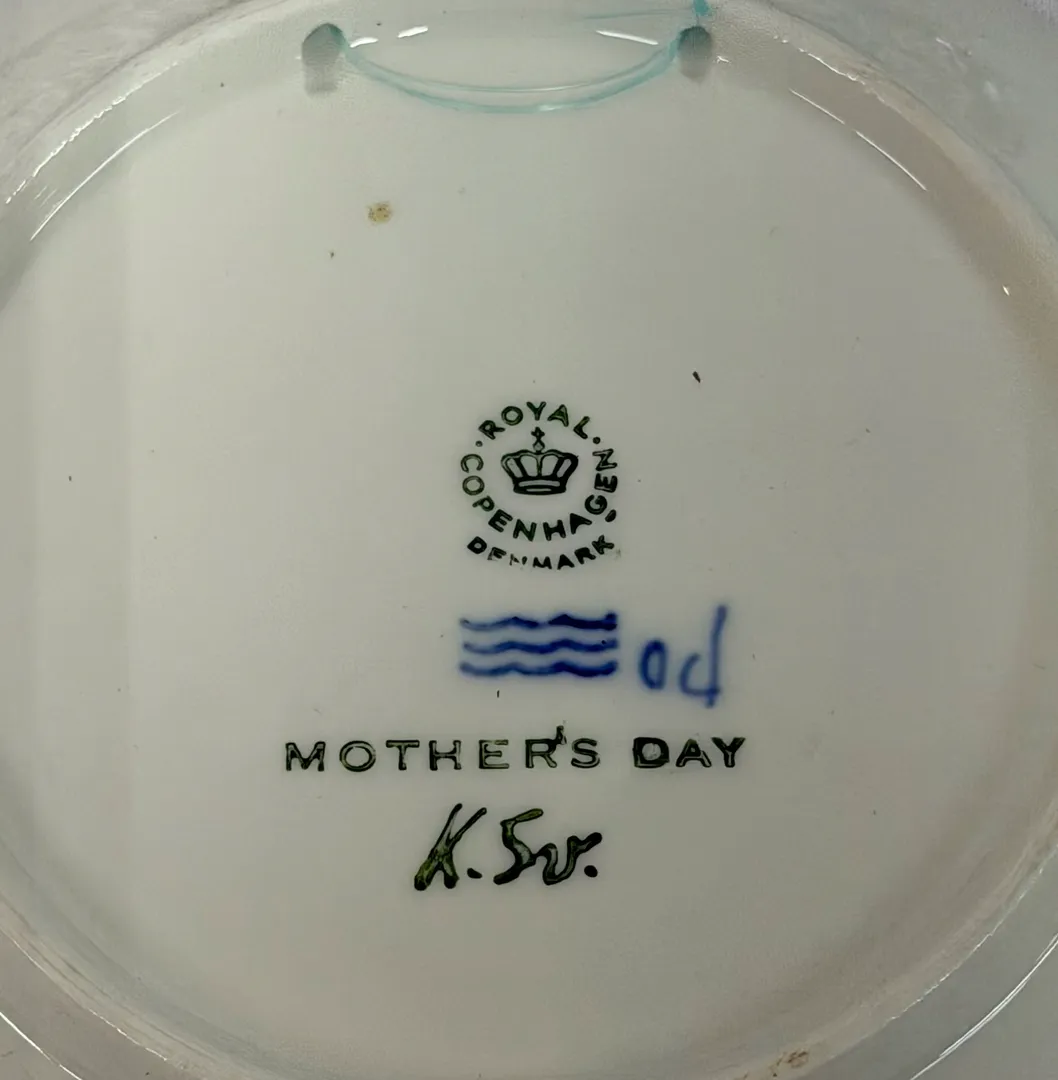 ROYAL
COPENHAGEN
DENMARK
od
MOTHER'S DAY
K. Sv.